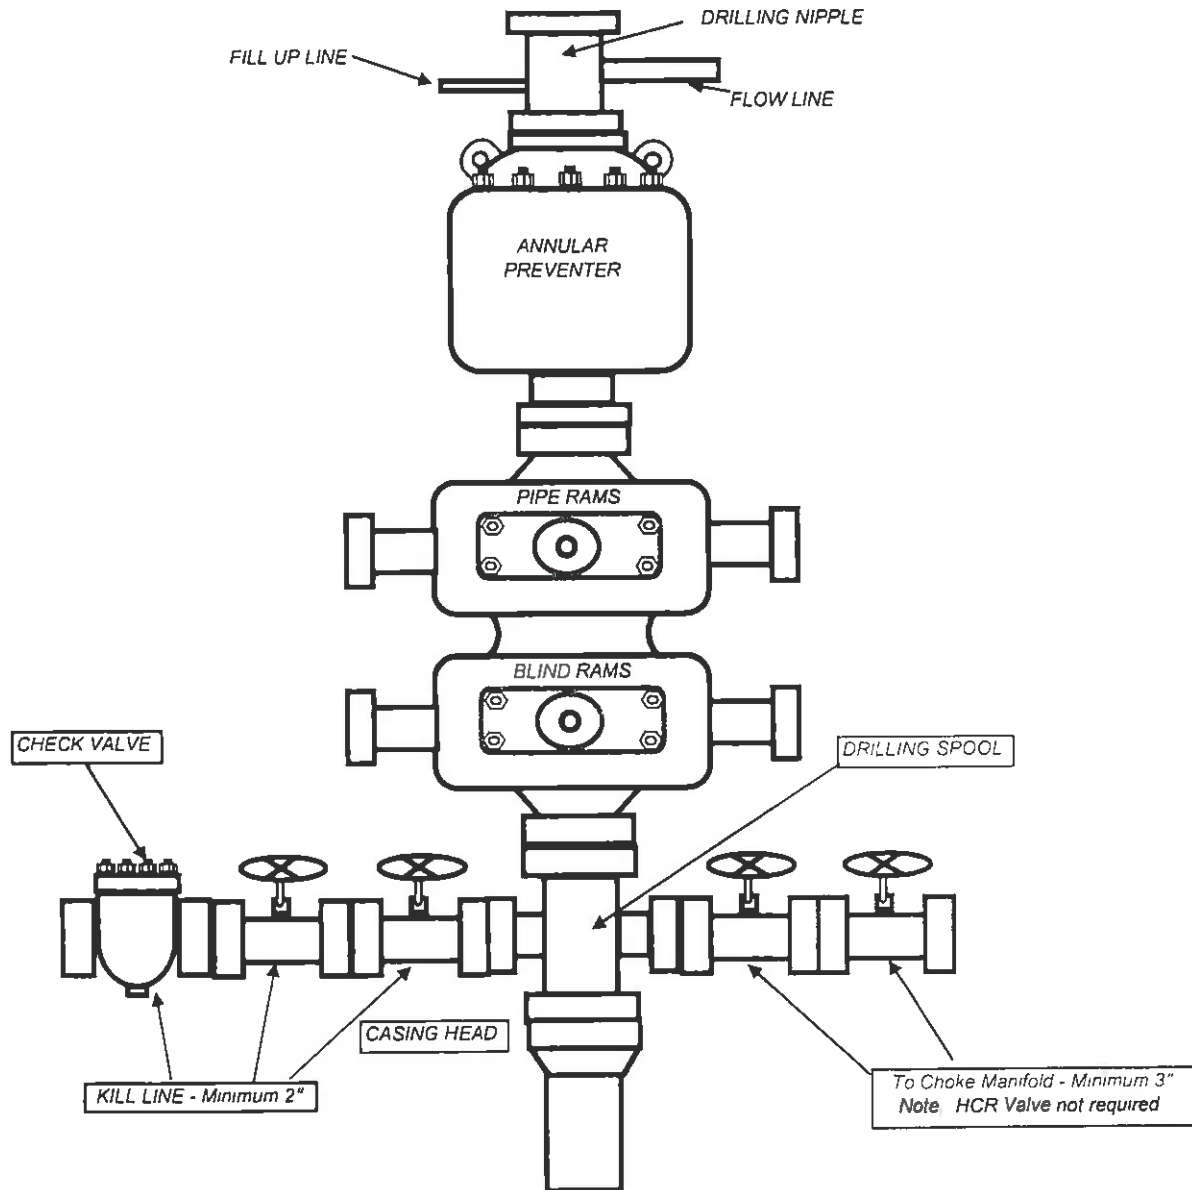 DRILLING NIPPLE
FILL UP LINE
FLOW LINE
ANNULAR
PREVENTER
PIPE RAMS
BLIND RAMS
CHECK VALVE
DRILLING SPOOL
CASING HEAD
KILL LINE - Minimum 2"
To Choke Manifold - Minimum 3"
Note HCR Valve not required